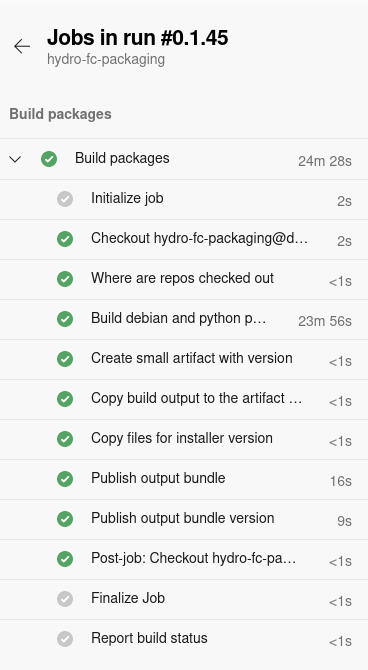 Jobs in run #0.1.45
hydro-fc-packaging
Build packages
Build packages 24m 28s
Initialize job 2s
Checkout hydro-fc-packaging@d… 2s
Where are repos checked out <1s
Build debian and python p… 23m 56s
Create small artifact with version <1s
Copy build output to the artifact … <1s
Copy files for installer version <1s
Publish output bundle 16s
Publish output bundle version 9s
Post-job: Checkout hydro-fc-pa… <1s
Finalize Job <1s
Report build status <1s